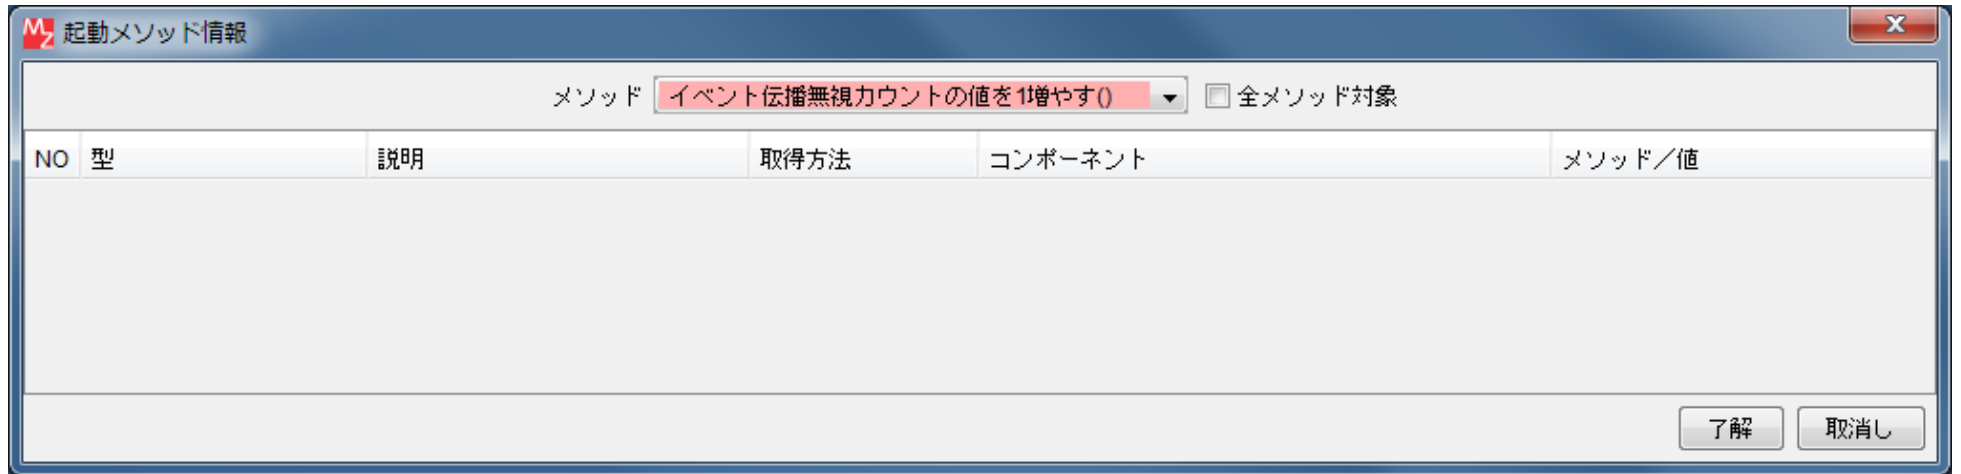 MZ 起動メソッド情報
メソッド イベント伝播無視カウントの値を1増やす() 全メソッド対象
NO 型 説明 取得方法 コンポーネント メソッド／値
了解 取消し